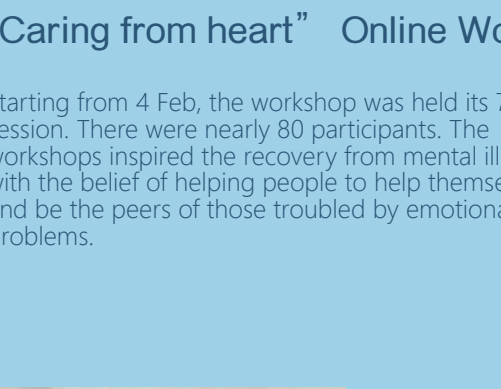 Caring from heart” Online Wo
tarting from 4 Feb, the workshop was held its 7
ession. There were nearly 80 participants. The
orkshops inspired the recovery from mental ill
ith the belief of helping people to help themse
nd be the peers of those troubled by emotiona
roblems.